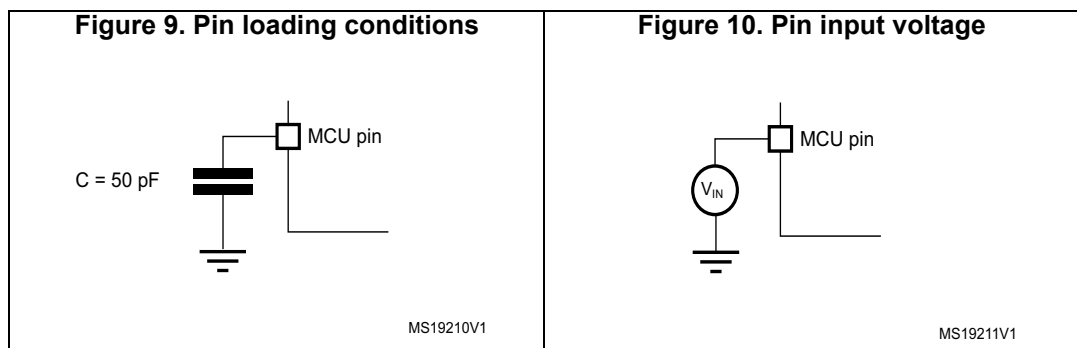 Figure 9. Pin loading conditions
Figure 10. Pin input voltage
MCU pin
C = 50 pF
MS19210V1
MCU pin
VIN
MS19211V1